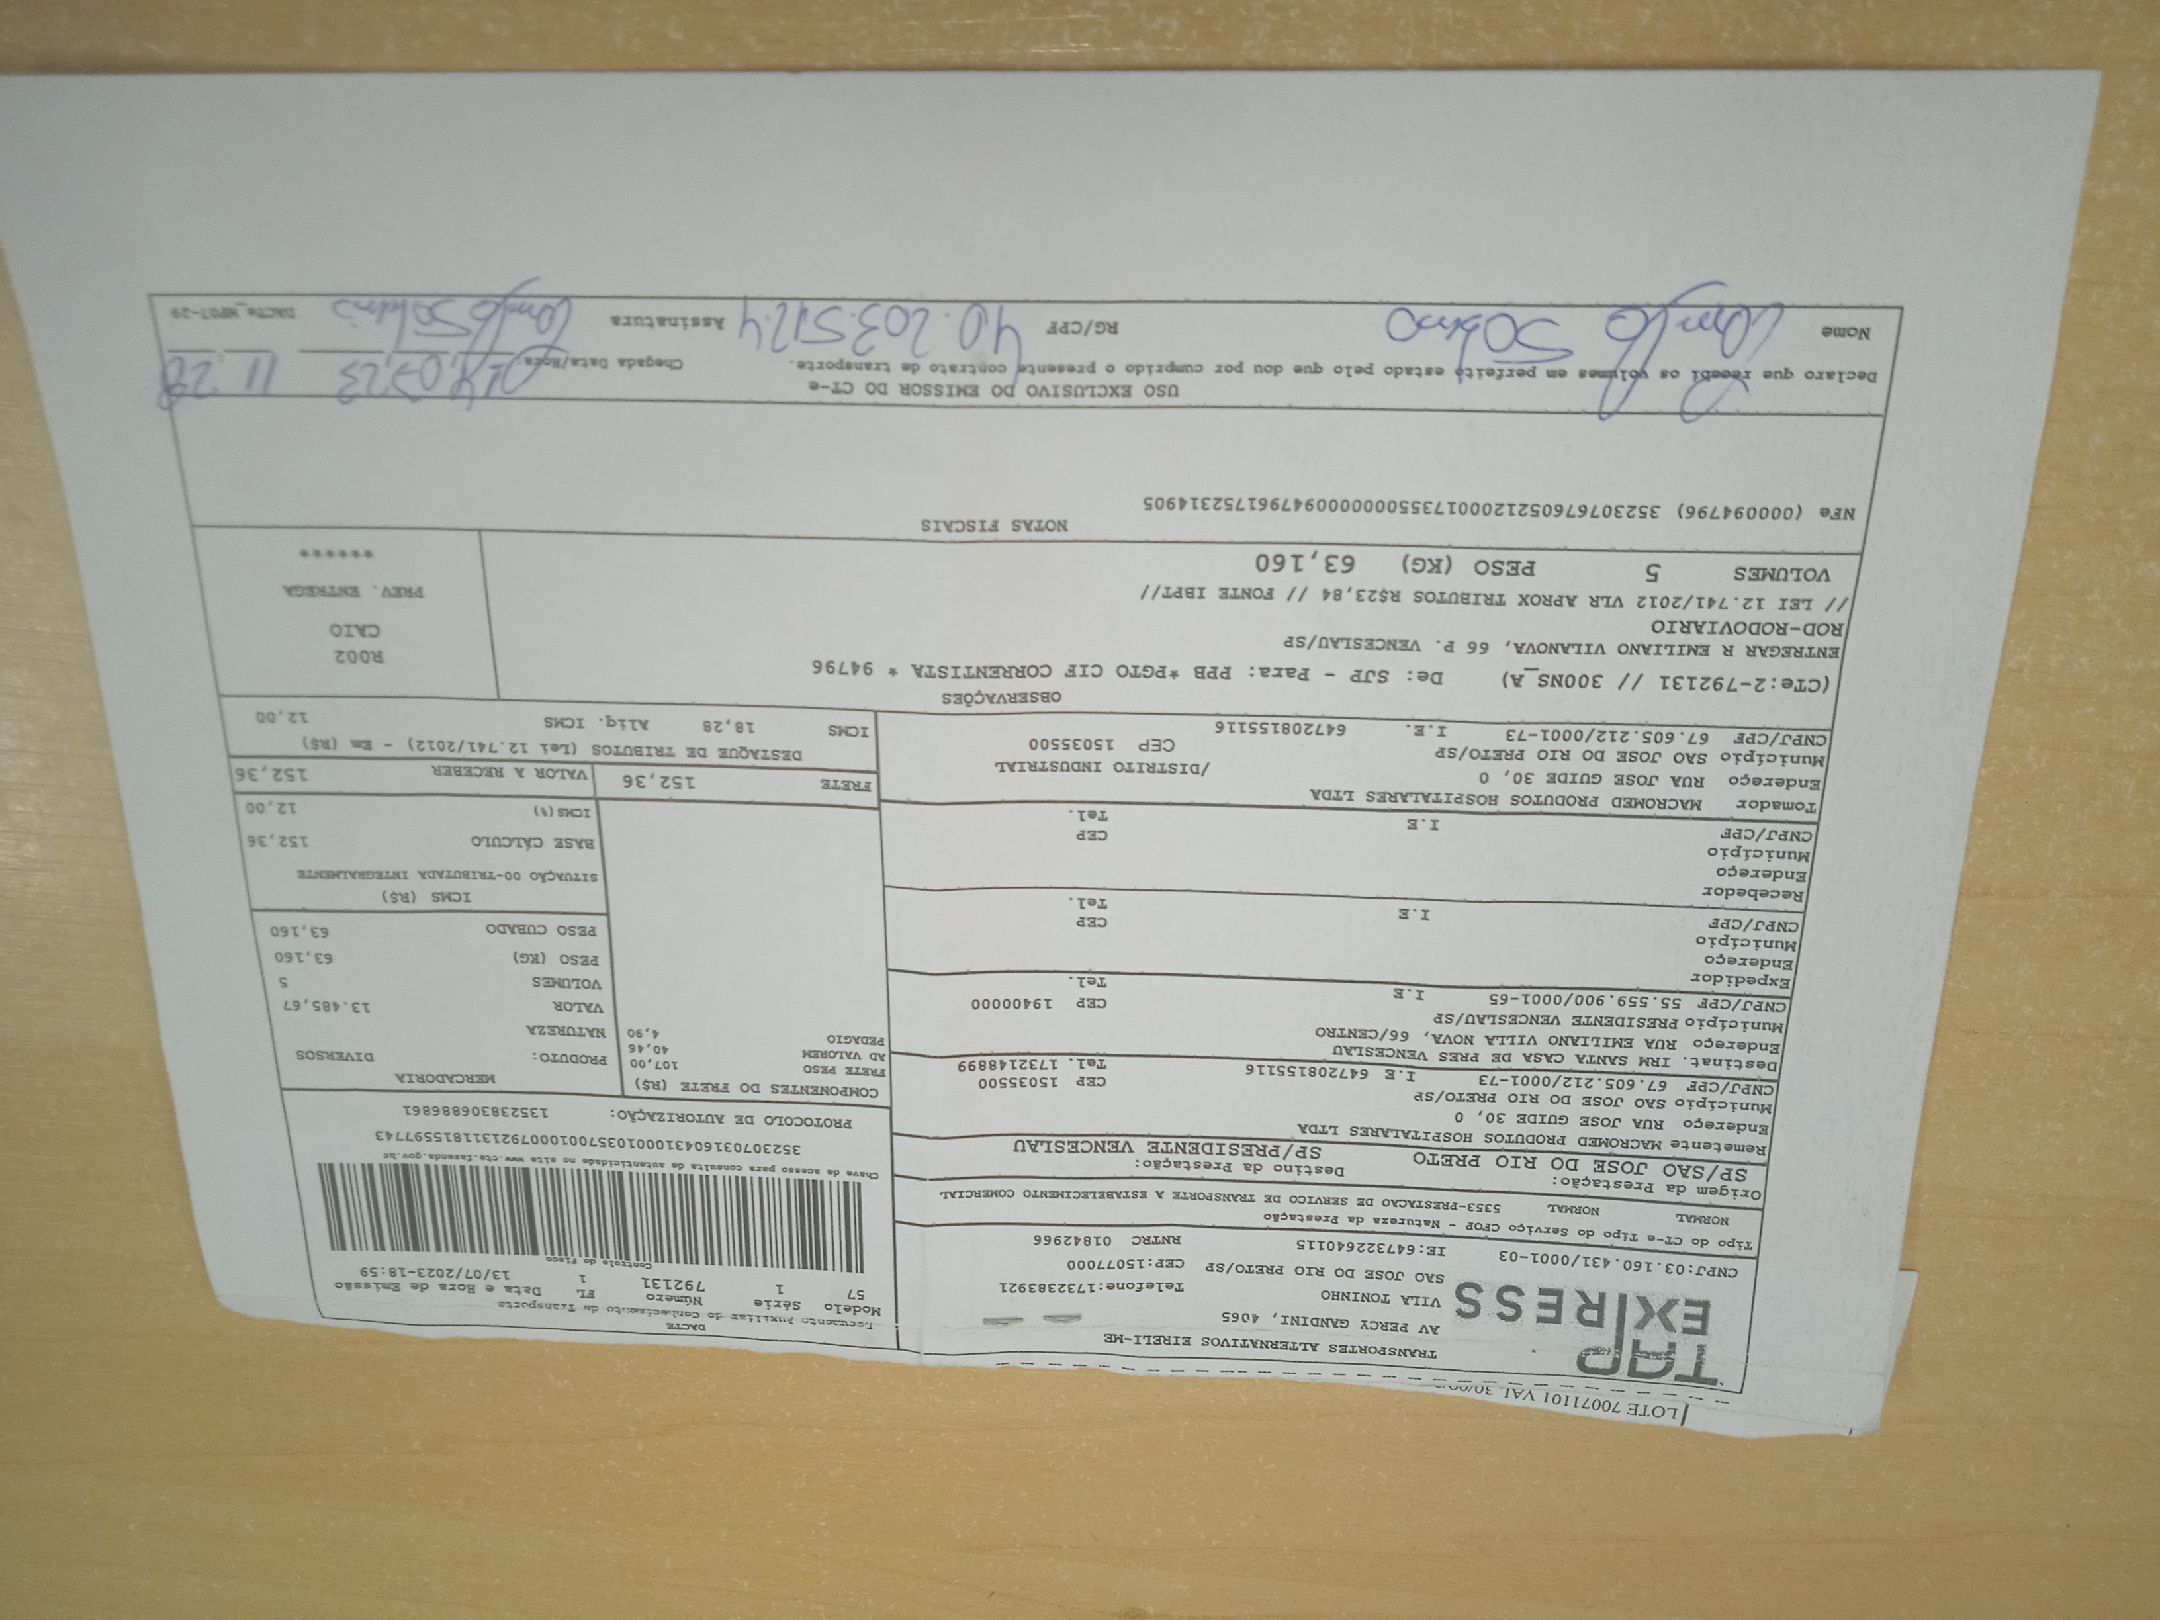 LOTE 70071101 VAL 30/09/
TAP EXPRESS
TRANSPORTES ALTERNATIVOS EIRELI-ME
AV PERCY GANDINI, 4065
VILA TONINHO Telefone:1732383921
SAO JOSE DO RIO PRETO/SP CEP:15077000
CNPJ:03.160.431/0001-03 IE:647322640115 RNTRC 01842966
DACTE
Documento Auxiliar do Conhecimento de Transporte
Modelo Série Número FL Data e Hora de Emissão
57 1 792131 1 13/07/2023-18:59
Controle do Fisco
Chave de acesso para consulta de autenticidade no site www.cte.fazenda.gov.br
35230703160431000103570010007921311815597743
PROTOCOLO DE AUTORIZAÇÃO: 135238306886861
Tipo do CT-e Tipo do Serviço CFOP - Natureza da Prestação
NORMAL NORMAL 5353-PRESTACAO DE SERVICO DE TRANSPORTE A ESTABELECIMENTO COMERCIAL
Origem da Prestação: Destino da Prestação:
SP/SAO JOSE DO RIO PRETO SP/PRESIDENTE VENCESLAU
Remetente MACROMED PRODUTOS HOSPITALARES LTDA
Endereço RUA JOSE GUIDE 30, 0
Município SAO JOSE DO RIO PRETO/SP CEP 15035500
CNPJ/CPF 67.605.212/0001-73 I.E 647208155116 Tel. 1732148899
Destinat. IRM SANTA CASA DE PRES VENCESLAU
Endereço RUA EMILIANO VILLA NOVA, 66/CENTRO
Município PRESIDENTE VENCESLAU/SP CEP 19400000
CNPJ/CPF 55.559.900/0001-65 I.E Tel.
Expedidor
Endereço
Município CEP
CNPJ/CPF I.E Tel.
Recebedor
Endereço
Município CEP
CNPJ/CPF I.E Tel.
Tomador MACROMED PRODUTOS HOSPITALARES LTDA
Endereço RUA JOSE GUIDE 30, 0 /DISTRITO INDUSTRIAL
Município SAO JOSE DO RIO PRETO/SP CEP 15035500
CNPJ/CPF 67.605.212/0001-73 I.E. 647208155116
COMPONENTES DO FRETE (R$)
FRETE PESO 107,00
AD VALOREM 40,46
PEDAGIO 4,90
MERCADORIA
PRODUTO: DIVERSOS
NATUREZA
VALOR 13.485,67
VOLUMES 5
PESO (KG) 63,160
PESO CUBADO 63,160
ICMS (R$)
SITUAÇÃO 00-TRIBUTADA INTEGRALMENTE
BASE CÁLCULO 152,36
ICMS(%) 12,00
FRETE 152,36 VALOR A RECEBER 152,36
DESTAQUE DE TRIBUTOS (Lei 12.741/2012) - Em (R$)
ICMS 18,28 Aliq. ICMS 12,00
OBSERVAÇÕES
(CTe:2-792131 // 300NS_A) De: SJP - Para: PPB *PGTO CIF CORRENTISTA * 94796
ENTREGAR R EMILIANO VILANOVA, 66 P. VENCESLAU/SP
ROD-RODOVIARIO
// LEI 12.741/2012 VLR APROX TRIBUTOS R$23,84 // FONTE IBPT//
VOLUMES 5 PESO (KG) 63,160
R002
CAIO
PREV. ENTREGA
******
NOTAS FISCAIS
NFe (000094796) 35230767605212000173550000000947961752314905
USO EXCLUSIVO DO EMISSOR DO CT-e
Declaro que recebi os volumes em perfeito estado pelo que dou por cumprido o presente contrato de transporte. Chegada Data/Hora: 14,07,23 11:28
Nome RG/CPF 40.203.512.4 Assinatura DACTe_MP07-29